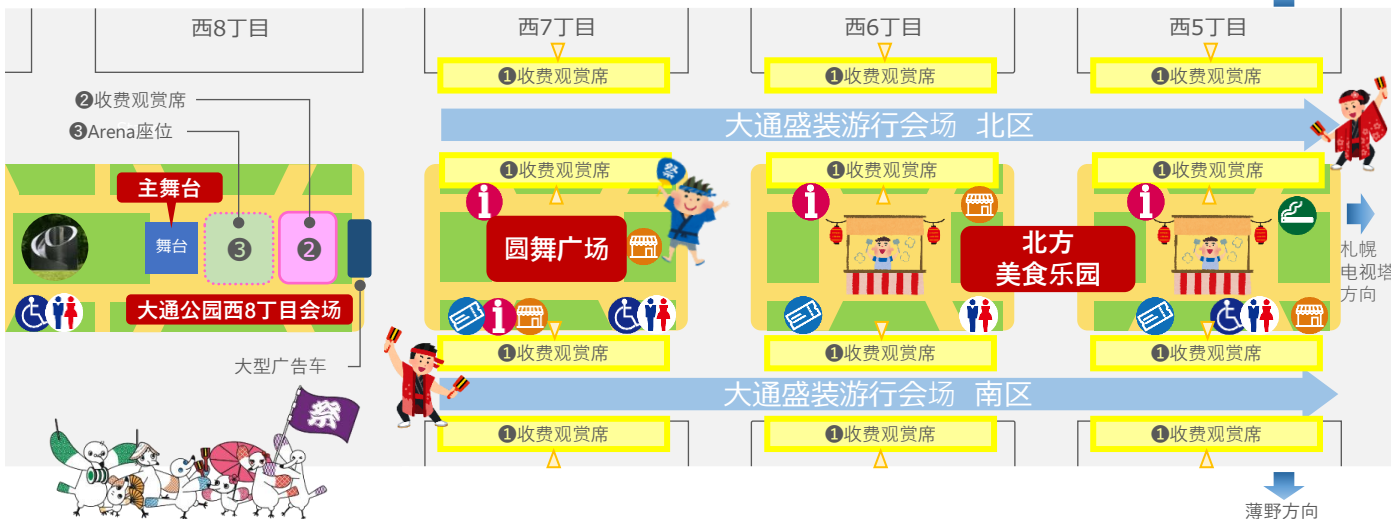 西8丁目
西7丁目
西6丁目
西5丁目
❶收费观赏席
❶收费观赏席
❶收费观赏席
❷收费观赏席
❸Arena座位
大通盛装游行会场 北区
❶收费观赏席
❶收费观赏席
❶收费观赏席
祭
主舞台
舞台
❸
❷
圆舞广场
北方
美食乐园
札幌
电视塔
方向
大通公园西8丁目会场
大型广告车
❶收费观赏席
❶收费观赏席
❶收费观赏席
大通盛装游行会场 南区
祭
❶收费观赏席
❶收费观赏席
❶收费观赏席
薄野方向